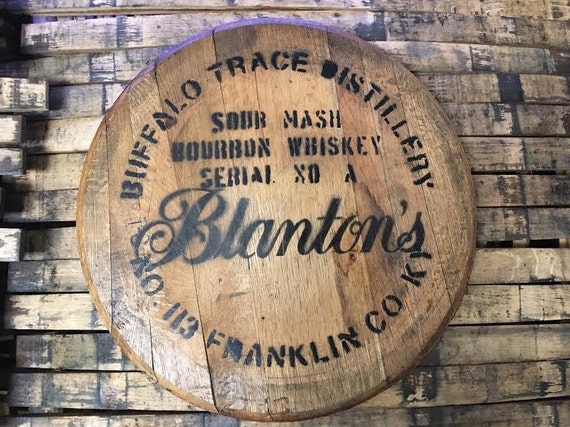 BUFFALO TRACE DISTILLERY
SOUR MASH
BOURBON WHISKEY
SERIAL NO A
Blanton's
NO 113 FRANKLIN CO KY